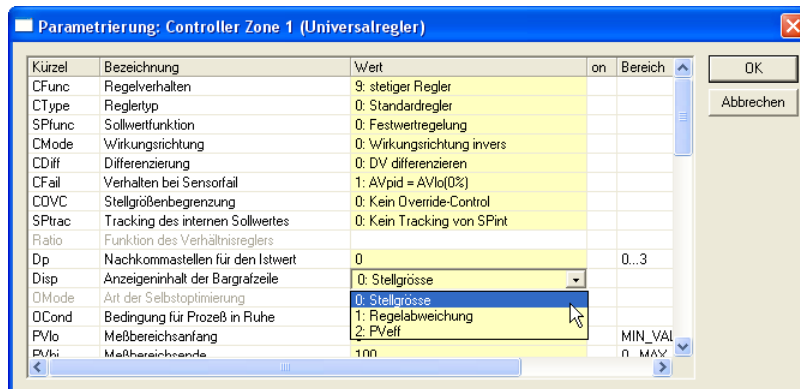 Parametrierung: Controller Zone 1 (Universalregler)
Kürzel Bezeichnung Wert on Bereich
CFunc Regelverhalten 9: stetiger Regler
CType Reglertyp 0: Standardregler
SPfunc Sollwertfunktion 0: Festwertregelung
CMode Wirkungsrichtung 0: Wirkungsrichtung invers
CDiff Differenzierung 0: DV differenzieren
CFail Verhalten bei Sensorfail 1: AVpid = AVlo(0%)
COVC Stellgrößenbegrenzung 0: Kein Override-Control
SPtrac Tracking des internen Sollwertes 0: Kein Tracking von SPint
Ratio Funktion des Verhältnisreglers
Dp Nachkommastellen für den Istwert 0 0...3
Disp Anzeigeninhalt der Bargrafzeile 0: Stellgrösse
OMode Art der Selbstoptimierung 0: Stellgrösse
OCond Bedingung für Prozeß in Ruhe 1: Regelabweichung
2: PVeff
PVlo Meßbereichsanfang MIN_VAL
PVhi Meßbereichsende 100 0...MAX
OK
Abbrechen